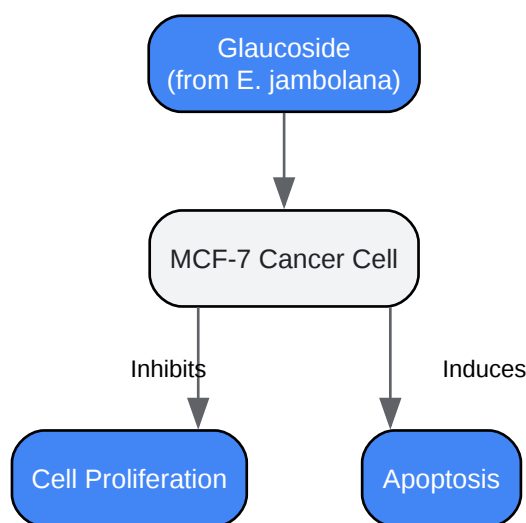 Glaucoside
(from E. jambolana)
MCF-7 Cancer Cell
Inhibits
Induces
Cell Proliferation
Apoptosis